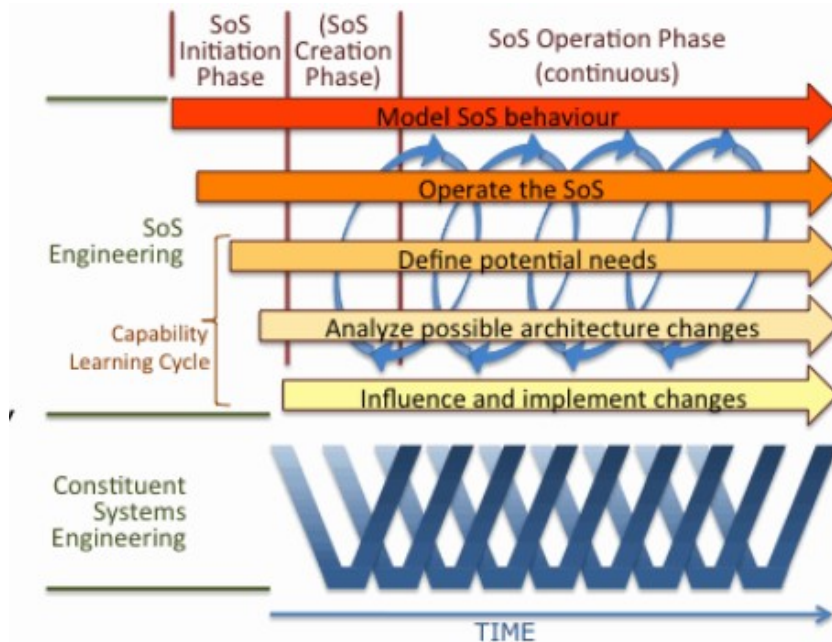 SoS
Initiation
Phase
(SoS
Creation
Phase)
SoS Operation Phase
(continuous)
Model SoS behaviour
Operate the SoS
SoS
Engineering
Define potential needs
Capability
Learning Cycle
Analyze possible architecture changes
Influence and implement changes
Constituent
Systems
Engineering
TIME